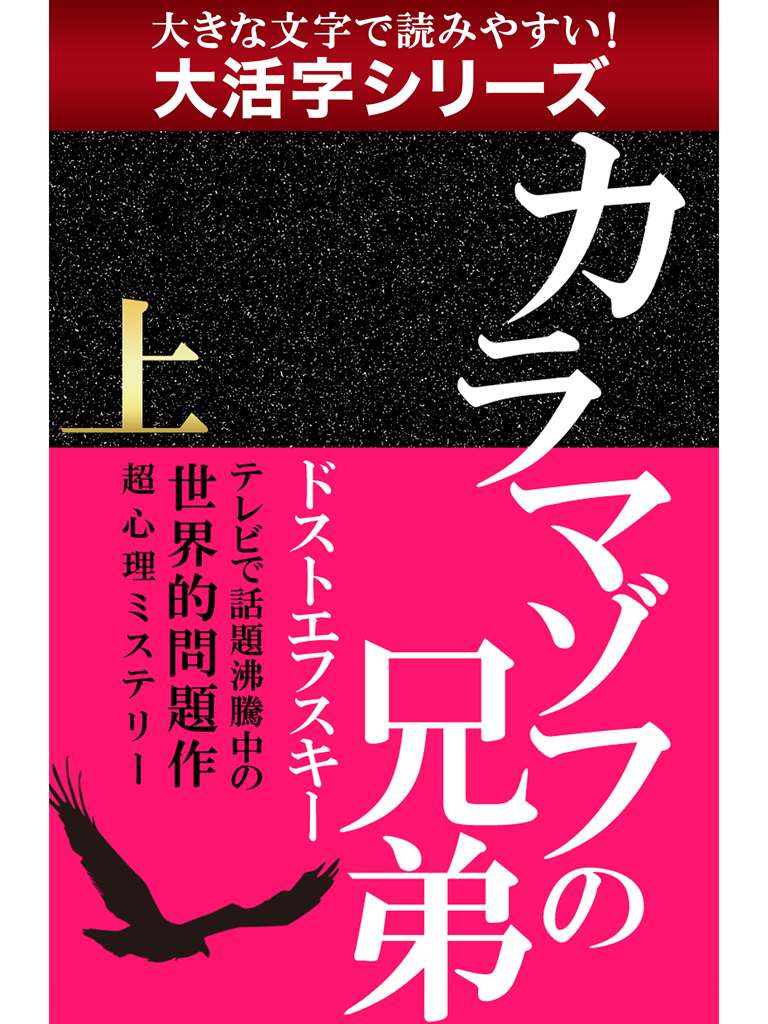 大きな文字で読みやすい!
大活字シリーズ
カラマゾフの
兄弟
ドストエフスキー
テレビで話題沸騰中の
世界的問題作
超心理ミステリー
上